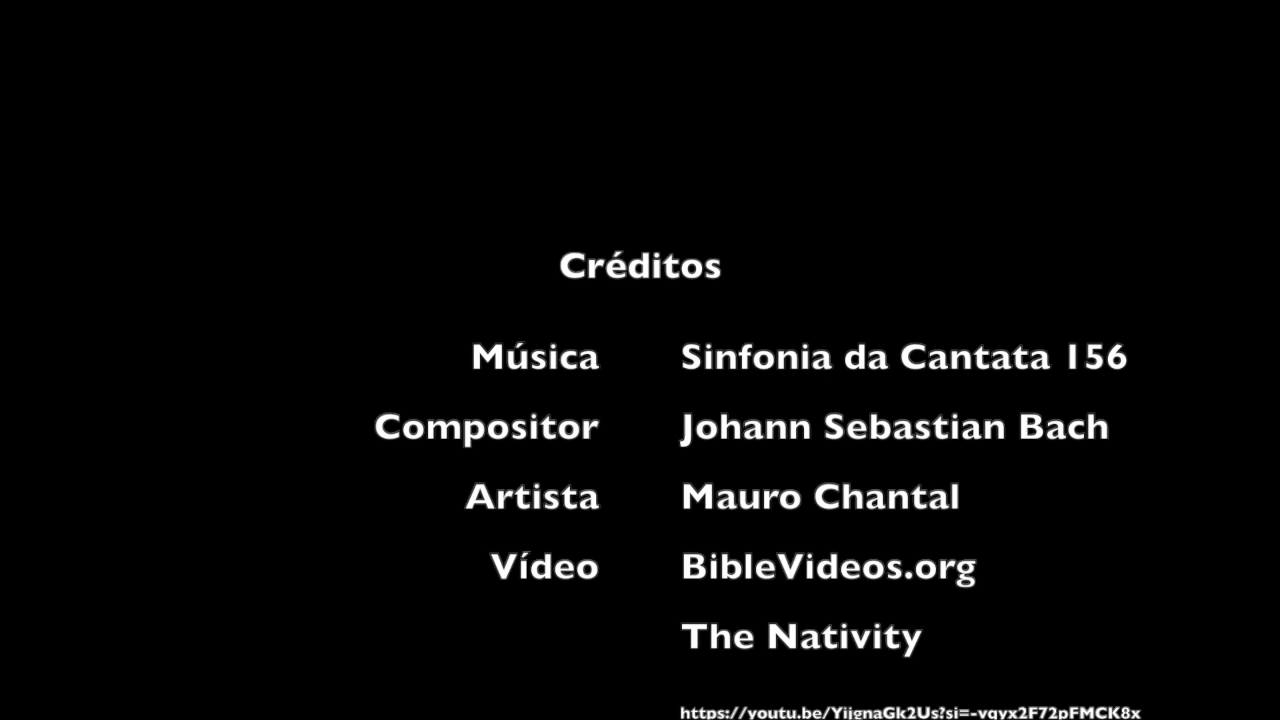 Créditos
Música Sinfonia da Cantata 156
Compositor Johann Sebastian Bach
Artista Mauro Chantal
Vídeo BibleVideos.org
The Nativity